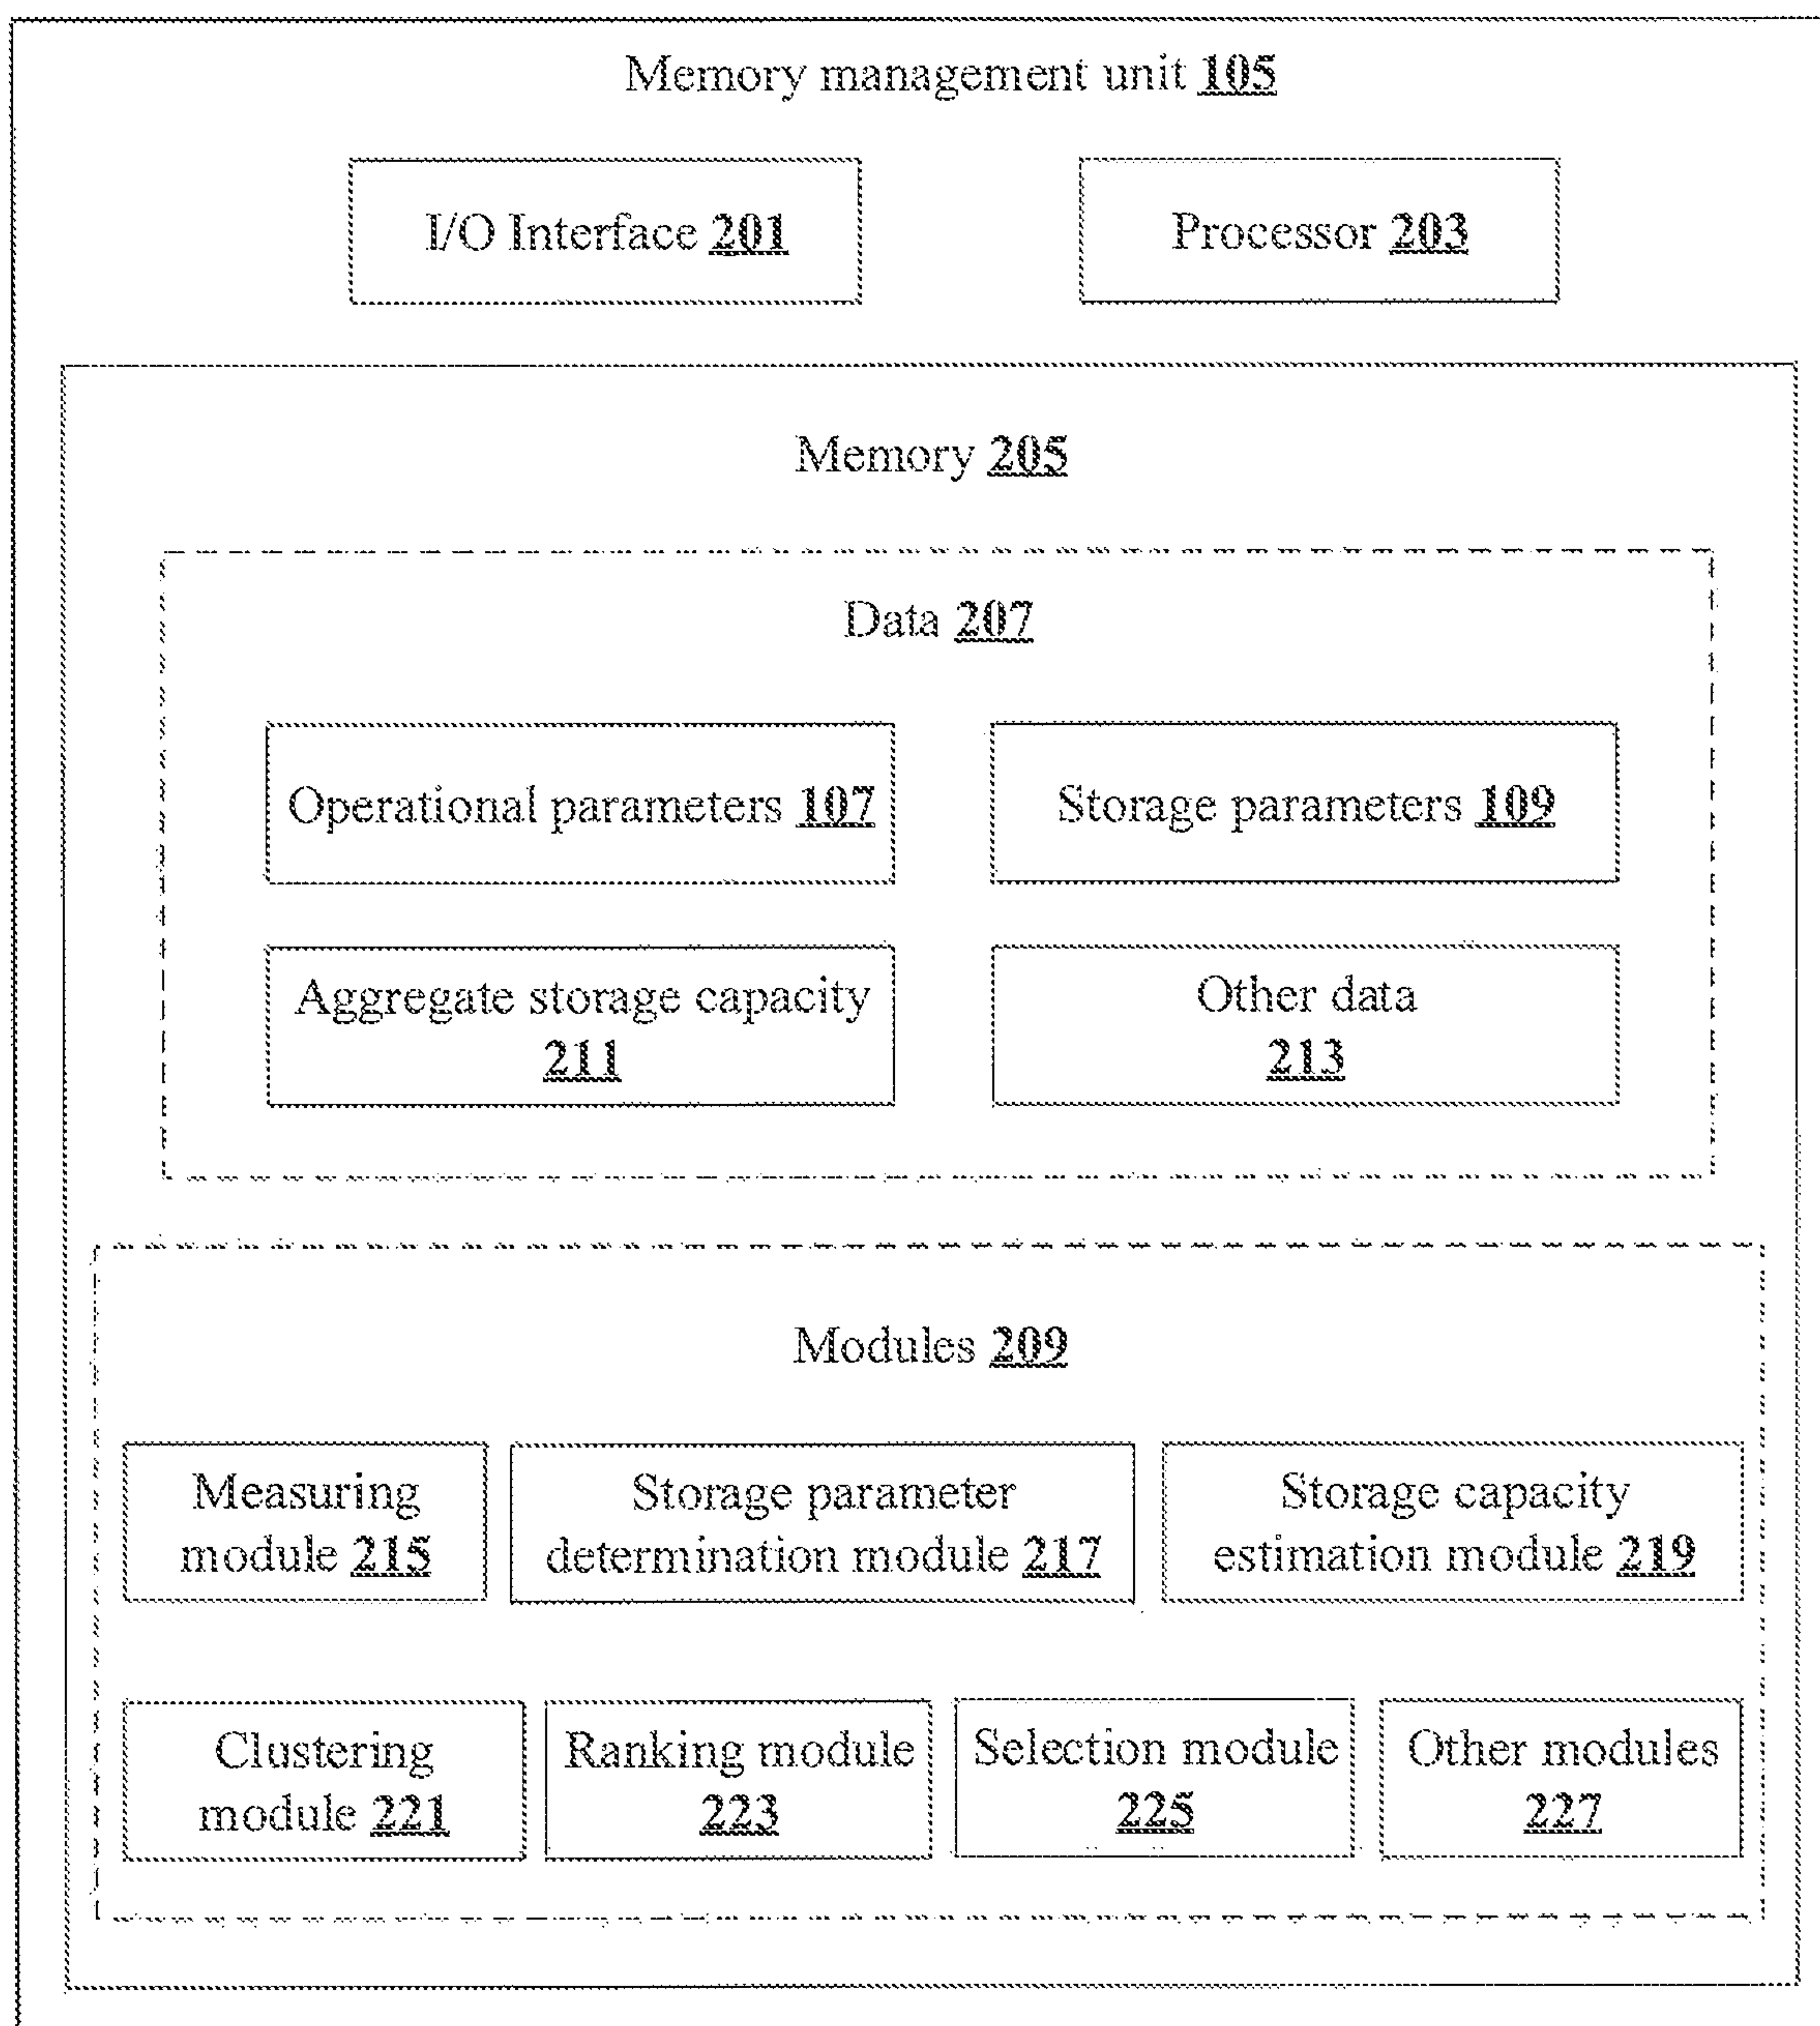 Memory management unit 105
I/O Interface 201
Processor 203
Memory 205
Data 207
Operational parameters 107
Storage parameters 109
Aggregate storage capacity
211
Other data
213
Modules 209
Measuring
module 215
Storage parameter
determination module 217
Storage capacity
estimation module 219
Clustering
module 221
Ranking module
223
Selection module
225
Other modules
227